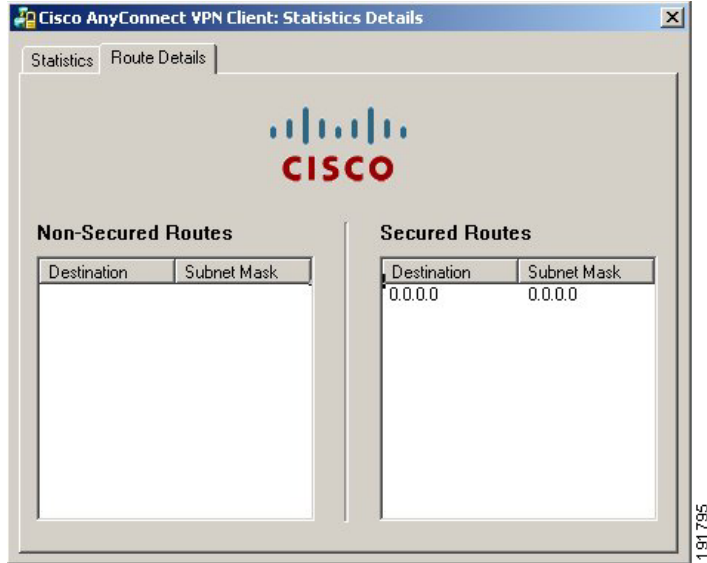 Cisco AnyConnect VPN Client: Statistics Details
Statistics Route Details
CISCO
Non-Secured Routes
Destination Subnet Mask
Secured Routes
Destination Subnet Mask
0.0.0.0 0.0.0.0
191795